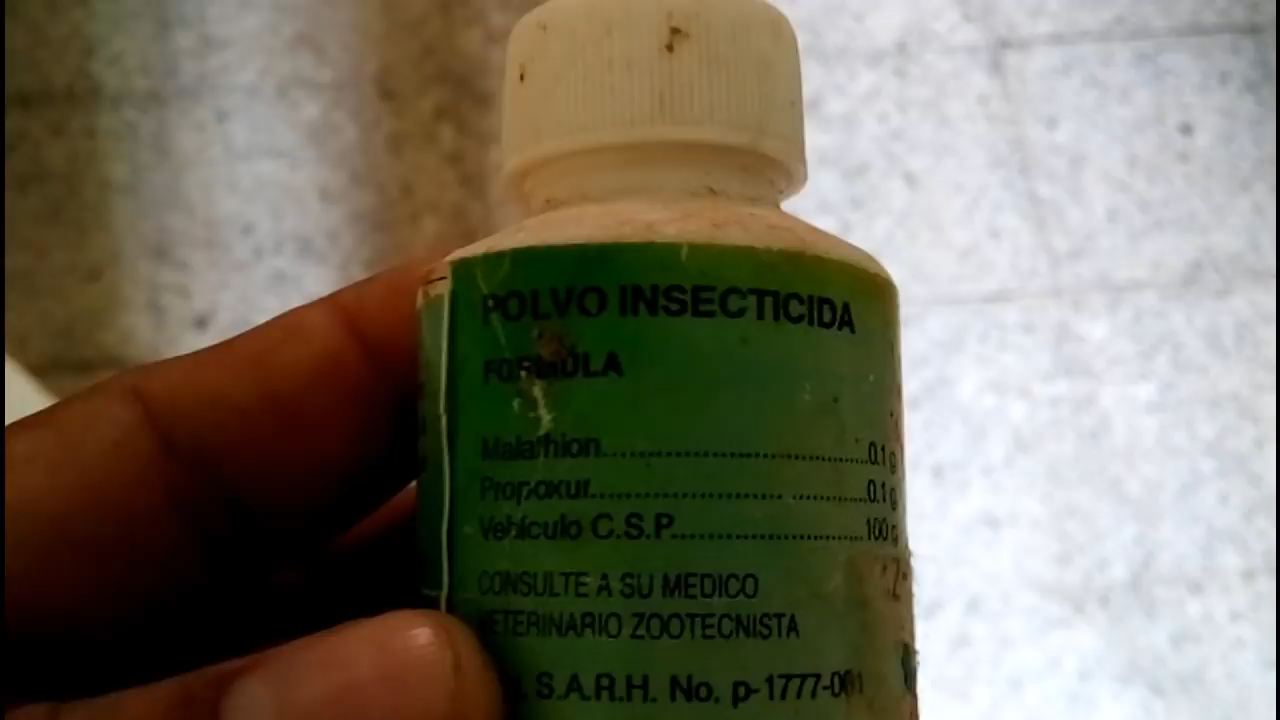 POLVO INSECTICIDA
FORMULA
Malathion..................................0.1 g
Propoxur..................................0.1 g
Vehículo C.S.P........................100 g
CONSULTE A SU MEDICO
VETERINARIO ZOOTECNISTA
S.A.R.H. No. p-1777-001